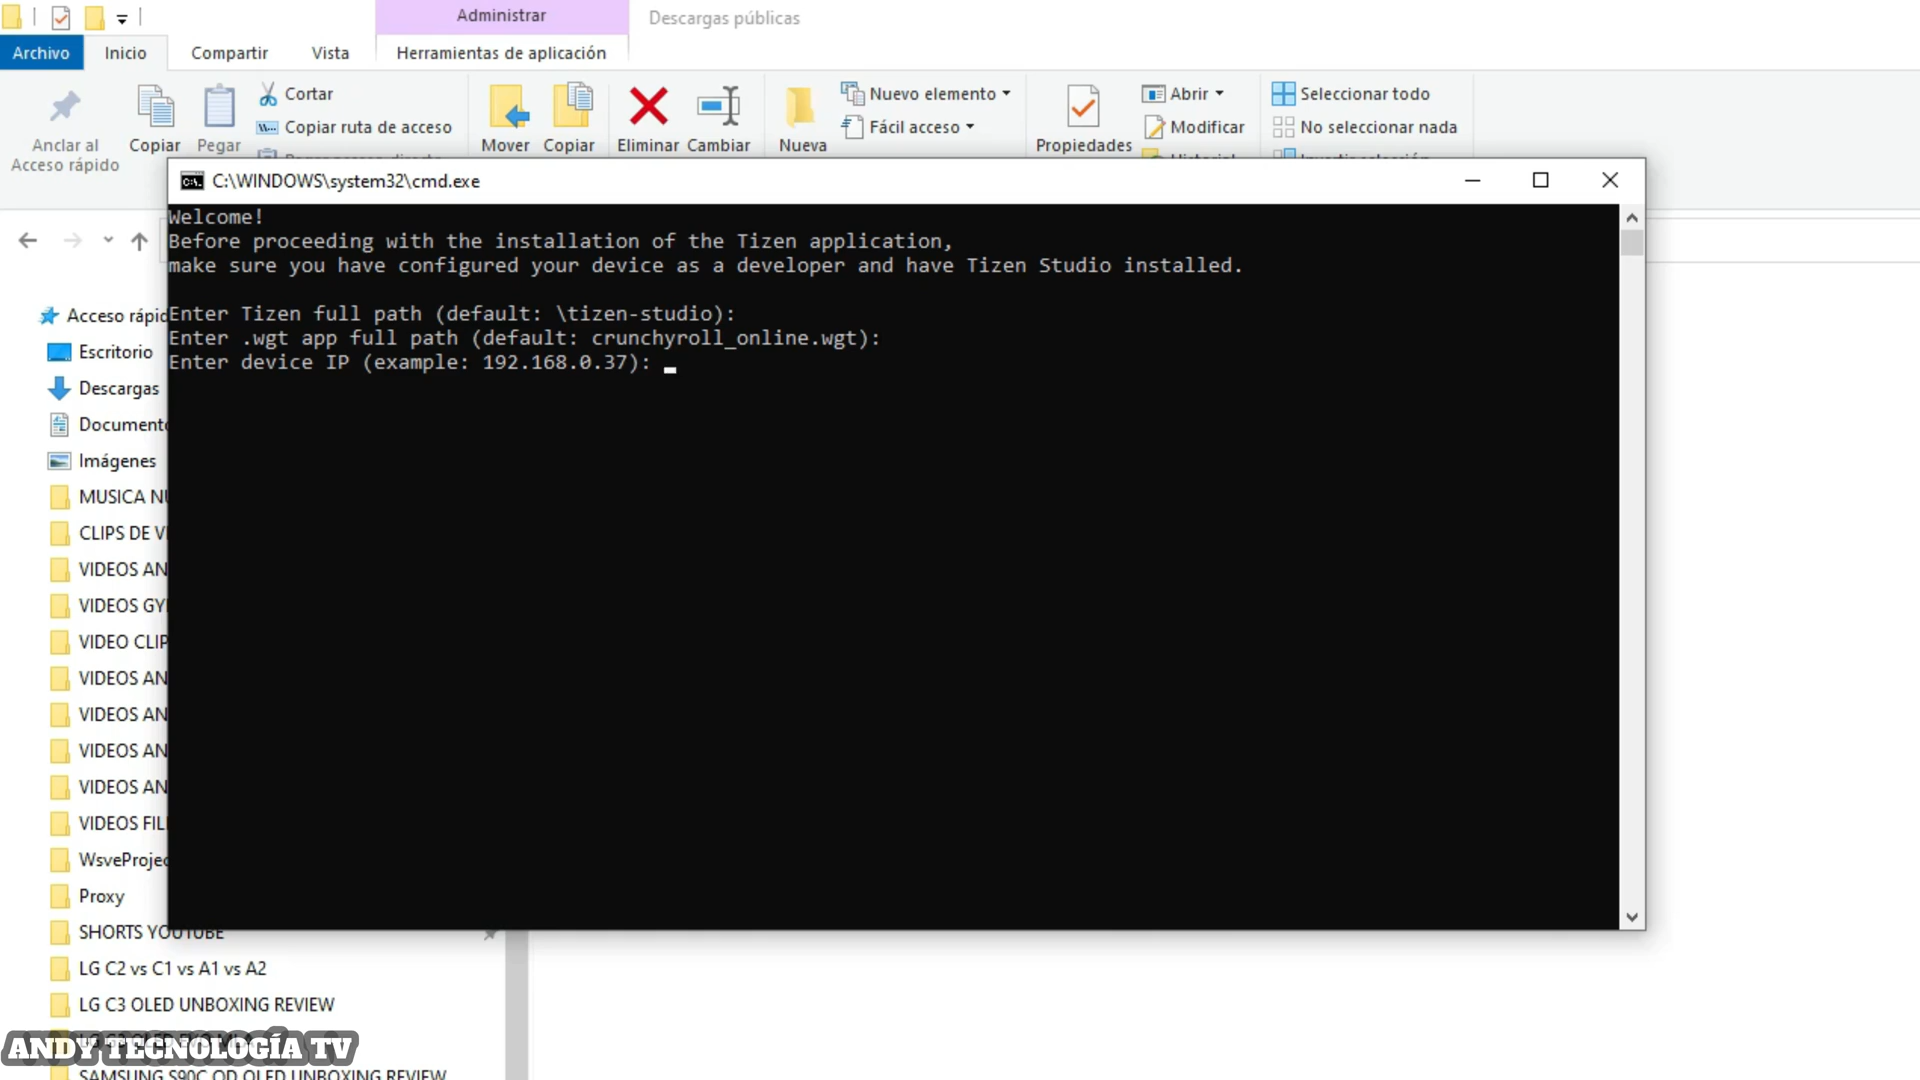 Administrar
Descargas públicas
Archivo
Inicio
Compartir
Vista
Herramientas de aplicación
Anclar al
Acceso rápido
Copiar
Pegar
Cortar
Copiar ruta de acceso
Mover
Copiar
Eliminar
Cambiar
Nueva
Nuevo elemento
Fácil acceso
Propiedades
Abrir
Modificar
Historial
Seleccionar todo
No seleccionar nada
Invertir selección
C:\WINDOWS\system32\cmd.exe
Welcome!
Before proceeding with the installation of the Tizen application,
make sure you have configured your device as a developer and have Tizen Studio installed.
Enter Tizen full path (default: \tizen-studio):
Enter .wgt app full path (default: crunchyroll_online.wgt):
Enter device IP (example: 192.168.0.37):
Acceso rápid
Escritorio
Descargas
Documento
Imágenes
MUSICA NU
CLIPS DE VI
VIDEOS AN
VIDEOS GY
VIDEO CLIP
VIDEOS AN
VIDEOS AN
VIDEOS AN
VIDEOS AN
VIDEOS FIL
WsveProjec
Proxy
SHORTS YOUTUBE
LG C2 vs C1 vs A1 vs A2
LG C3 OLED UNBOXING REVIEW
ANDY TECNOLOGÍA TV
SAMSUNG S90C QD OLED UNBOXING REVIEW